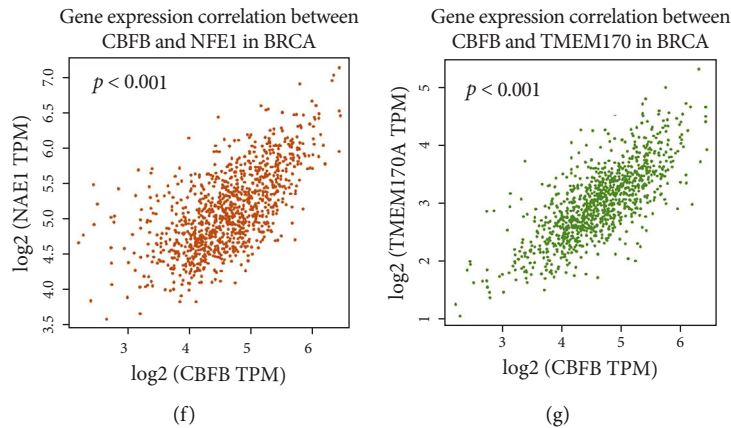 Gene expression correlation between
CBFB and NFE1 in BRCA
p < 0.001
log2 (NAE1 TPM)
7.0
6.5
6.0
5.5
5.0
4.5
4.0
3.5
3 4 5 6
log2 (CBFB TPM)
(f)
Gene expression correlation between
CBFB and TMEM170 in BRCA
p < 0.001
log2 (TMEM170A TPM)
5
4
3
2
1
3 4 5 6
log2 (CBFB TPM)
(g)